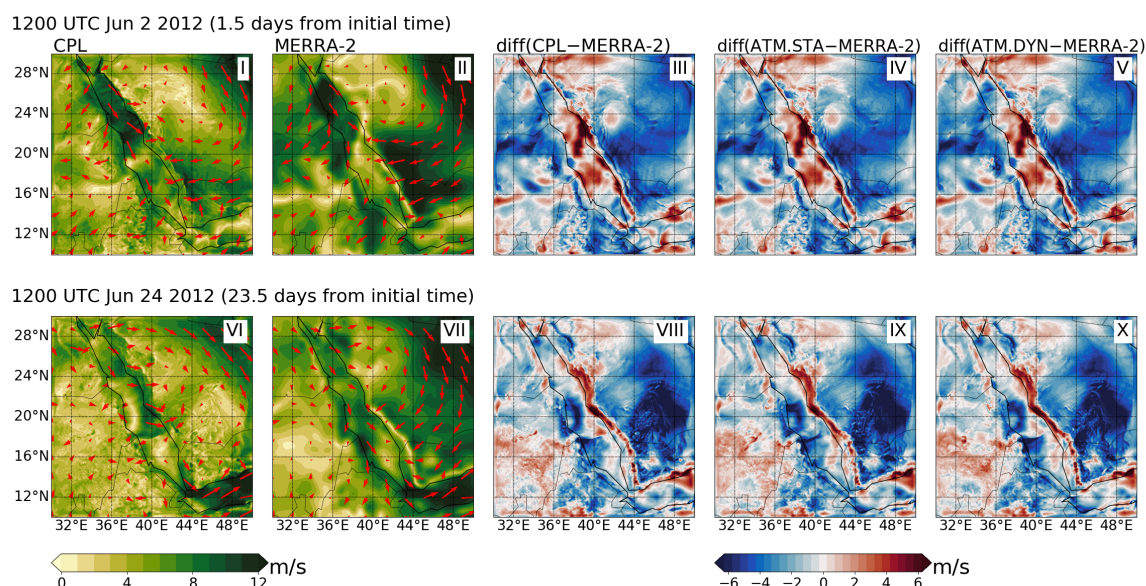 1200 UTC Jun 2 2012 (1.5 days from initial time)
CPL MERRA-2 diff(CPL−MERRA-2) diff(ATM.STA−MERRA-2) diff(ATM.DYN−MERRA-2)
I II III IV V
28°N
24°N
20°N
16°N
12°N
1200 UTC Jun 24 2012 (23.5 days from initial time)
VI VII VIII IX X
28°N
24°N
20°N
16°N
12°N
32°E 36°E 40°E 44°E 48°E 32°E 36°E 40°E 44°E 48°E 32°E 36°E 40°E 44°E 48°E 32°E 36°E 40°E 44°E 48°E 32°E 36°E 40°E 44°E 48°E
0 4 8 12 m/s
−6 −4 −2 0 2 4 6 m/s